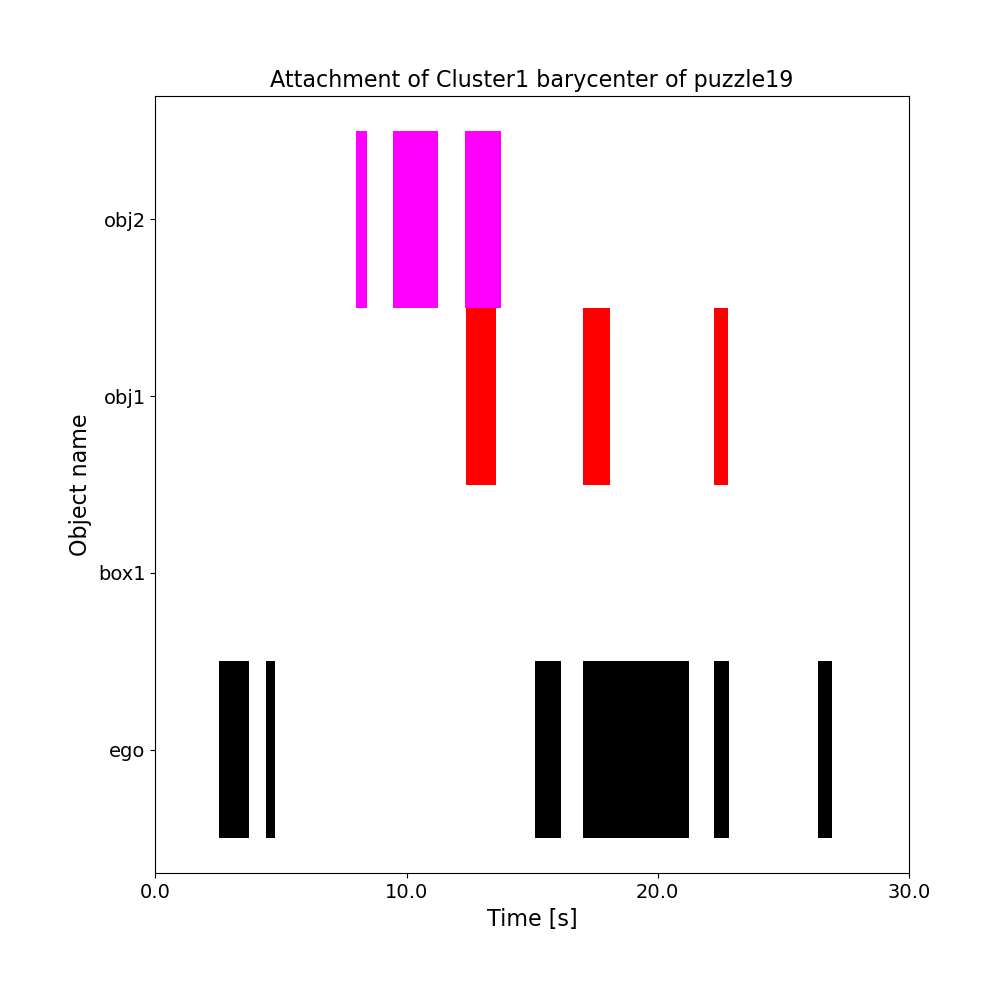 Attachment of Cluster1 barycenter of puzzle19
obj2
obj1
box1
ego
Object name
0.0 10.0 20.0 30.0
Time [s]